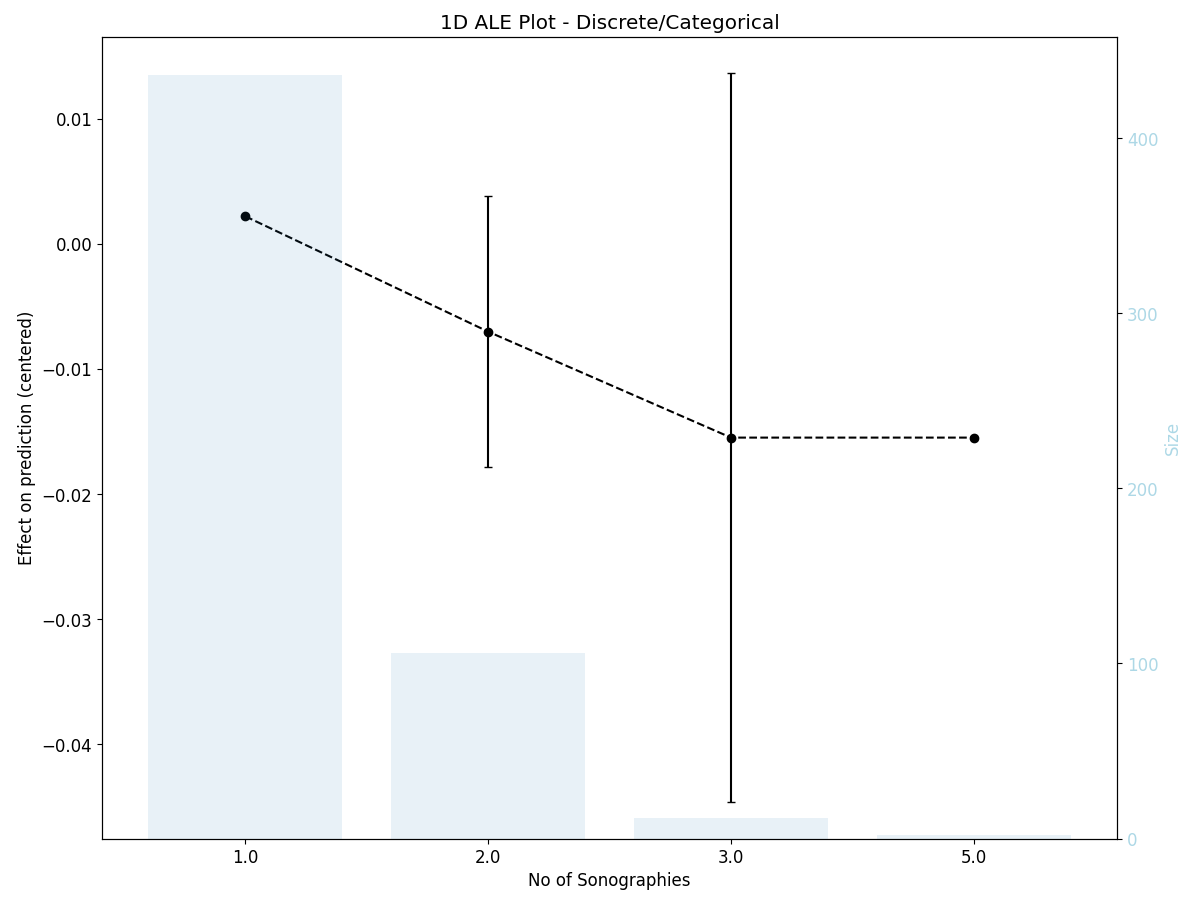 1D ALE Plot - Discrete/Categorical
0.01
0.00
−0.01
−0.02
−0.03
−0.04
Effect on prediction (centered)
400
300
200
100
0
Size
1.0 2.0 3.0 5.0
No of Sonographies